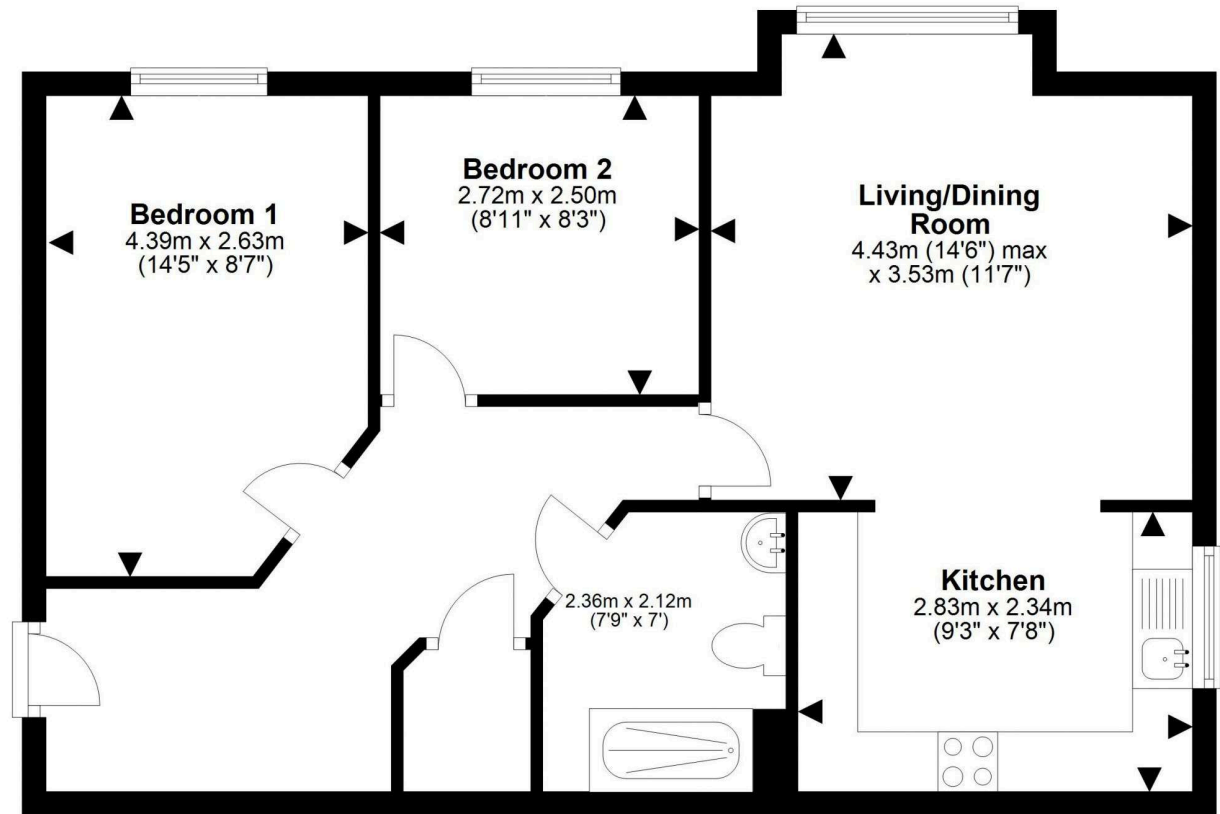 Bedroom 1
4.39m x 2.63m
(14'5" x 8'7")
Bedroom 2
2.72m x 2.50m
(8'11" x 8'3")
Living/Dining
Room
4.43m (14'6") max
x 3.53m (11'7")
2.36m x 2.12m
(7'9" x 7')
Kitchen
2.83m x 2.34m
(9'3" x 7'8")